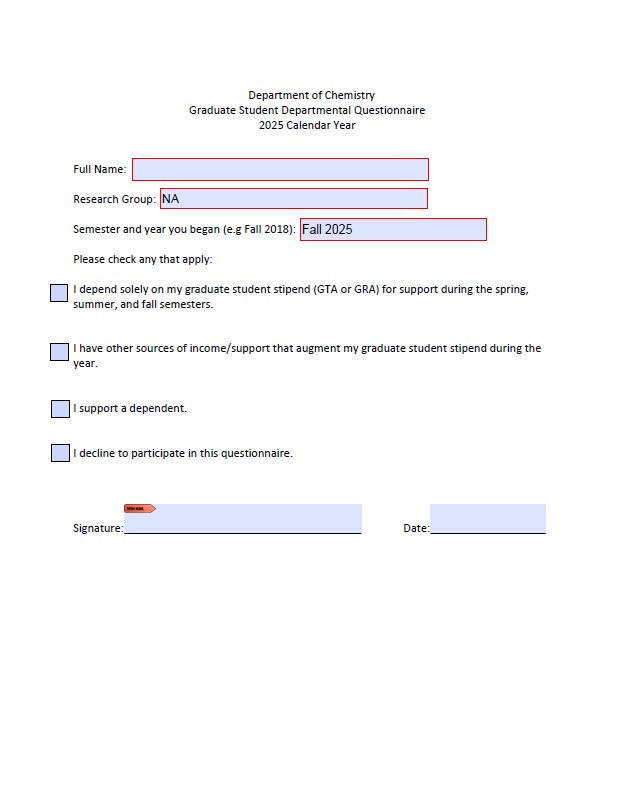 Department of Chemistry
Graduate Student Departmental Questionnaire
2025 Calendar Year
Full Name:
Research Group: NA
Semester and year you began (e.g Fall 2018): Fall 2025
Please check any that apply:
I depend solely on my graduate student stipend (GTA or GRA) for support during the spring,
summer, and fall semesters.
I have other sources of income/support that augment my graduate student stipend during the
year.
I support a dependent.
I decline to participate in this questionnaire.
Signature: Date: